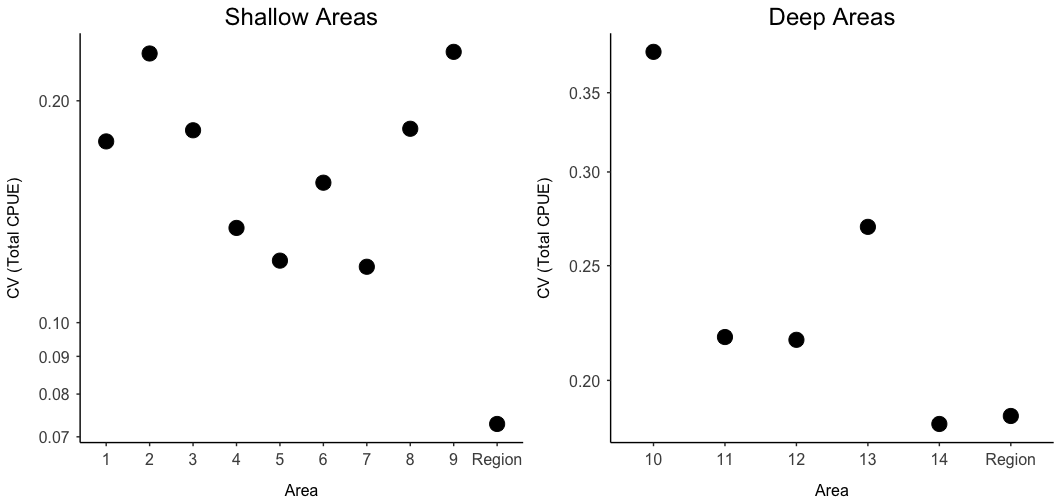 Shallow Areas
CV (Total CPUE)
0.20
0.10
0.09
0.08
0.07
1 2 3 4 5 6 7 8 9 Region
Area
Deep Areas
CV (Total CPUE)
0.35
0.30
0.25
0.20
10 11 12 13 14 Region
Area